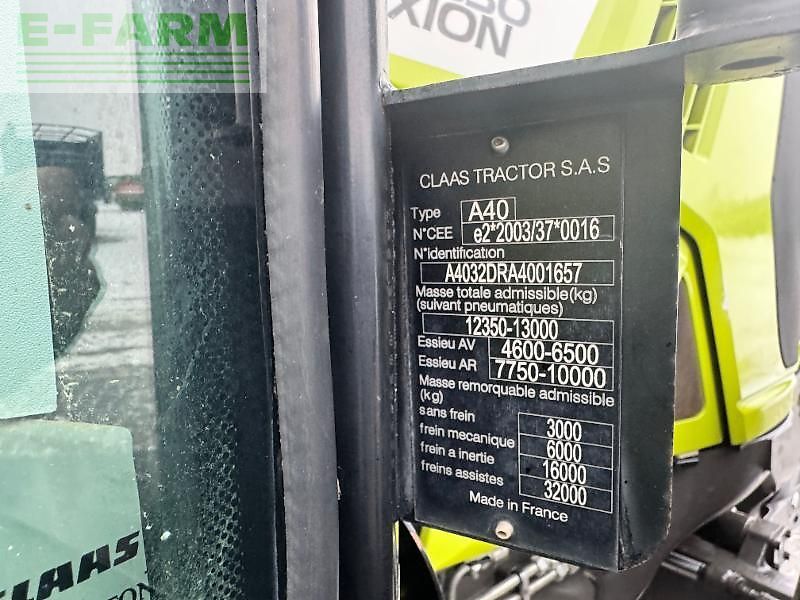 E-FARM
XION
CLAAS TRACTOR S.A.S
Type A40
N°CEE e2*2003/37*0016
N°identification
A4032DRA4001657
Masse totale admissible(kg)
(suivant pneumatiques)
12350-13000
Essieu AV 4600-6500
Essieu AR 7750-10000
Masse remorquable admissible
(kg)
sans frein 3000
frein mecanique 6000
frein a inertie 16000
freins assistes 32000
Made in France
CLAAS